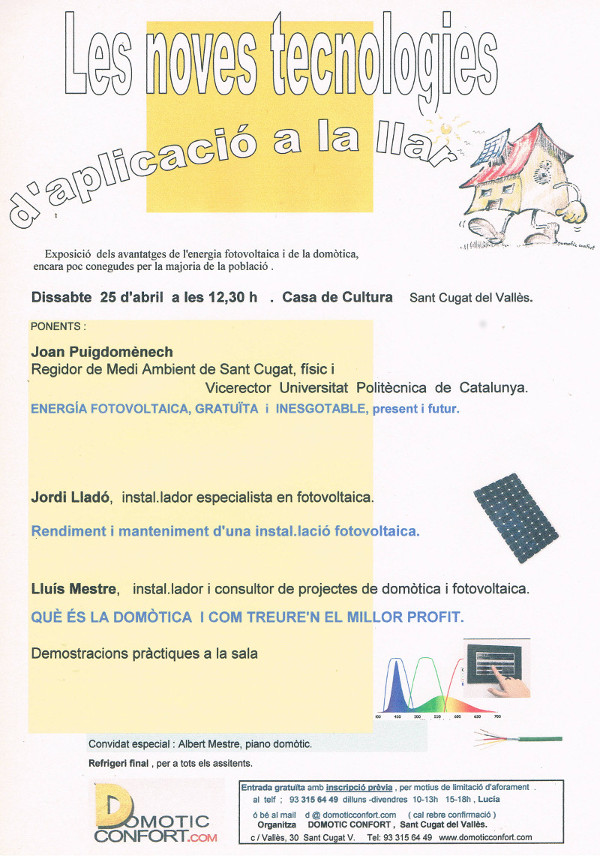 Les noves tecnologies
d'aplicació a la llar
Exposició dels avantatges de l'energia fotovoltaica i de la domòtica,
encara poc conegudes per la majoria de la població .
Dissabte 25 d'abril a les 12,30 h . Casa de Cultura Sant Cugat del Vallès.
PONENTS :
Joan Puigdomènech
Regidor de Medi Ambient de Sant Cugat, físic i
Vicerector Universitat Politècnica de Catalunya.
ENERGÍA FOTOVOLTAICA, GRATUÏTA i INESGOTABLE, present i futur.
Jordi Lladó, instal.lador especialista en fotovoltaica.
Rendiment i manteniment d'una instal.lació fotovoltaica.
Lluís Mestre, instal.lador i consultor de projectes de domòtica i fotovoltaica.
QUÈ ÉS LA DOMÒTICA I COM TREURE'N EL MILLOR PROFIT.
Demostracions pràctiques a la sala
450 500 550 600 650 700
Convidat especial : Albert Mestre, piano domòtic.
Refrigeri final , per a tots els assitents.
DOMOTIC
CONFORT.COM
Entrada gratuïta amb inscripció prèvia , per motius de limitació d'aforament .
al telf ; 93 315 64 49 dilluns -divendres 10-13h 15-18h , Lucía
ó bé al mail d @ domoticconfort.com ( cal rebre confirmació )
Organitza DOMOTIC CONFORT , Sant Cugat del Vallès.
c / Vallès, 30 Sant Cugat V. Tel: 93 315 64 49 www.domoticonfort.com